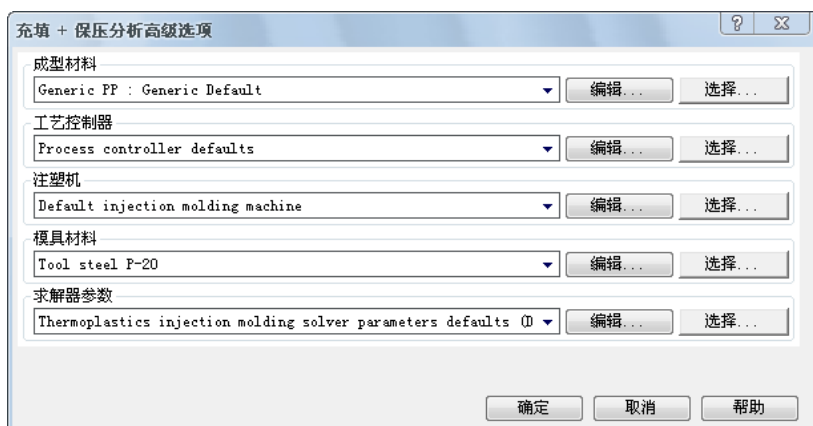 充填 + 保压分析高级选项
成型材料
Generic PP : Generic Default 编辑... 选择...
工艺控制器
Process controller defaults 编辑... 选择...
注塑机
Default injection molding machine 编辑... 选择...
模具材料
Tool steel P-20 编辑... 选择...
求解器参数
Thermoplastics injection molding solver parameters defaults (D 编辑... 选择...
确定 取消 帮助